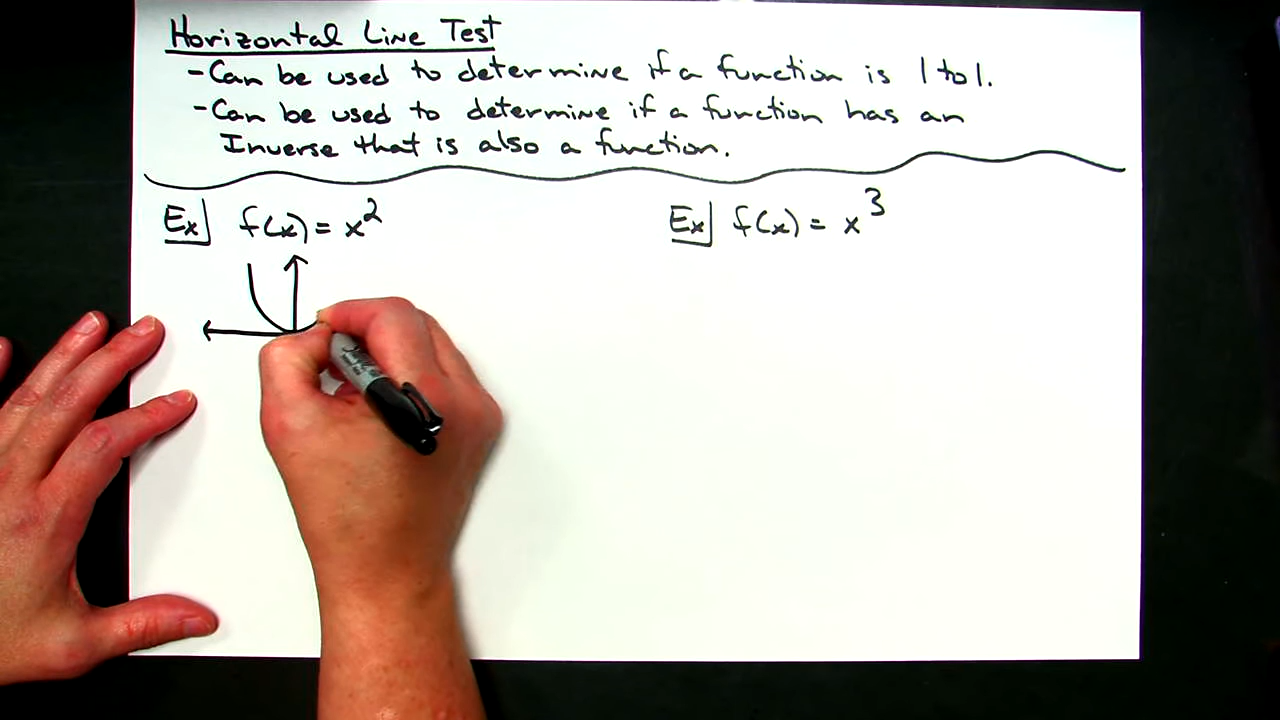 Horizontal Line Test
- Can be used to determine if a function is 1 to 1.
- Can be used to determine if a function has an
Inverse that is also a function.
Ex] f(x) = x²
Ex] f(x) = x³